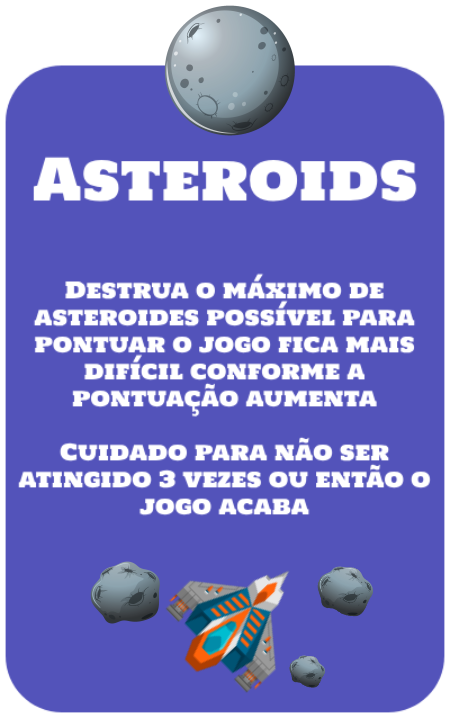 Asteroids
Destrua o máximo de
asteroides possível para
pontuar o jogo fica mais
difícil conforme a
pontuação aumenta
Cuidado para não ser
atingido 3 vezes ou então o
jogo acaba